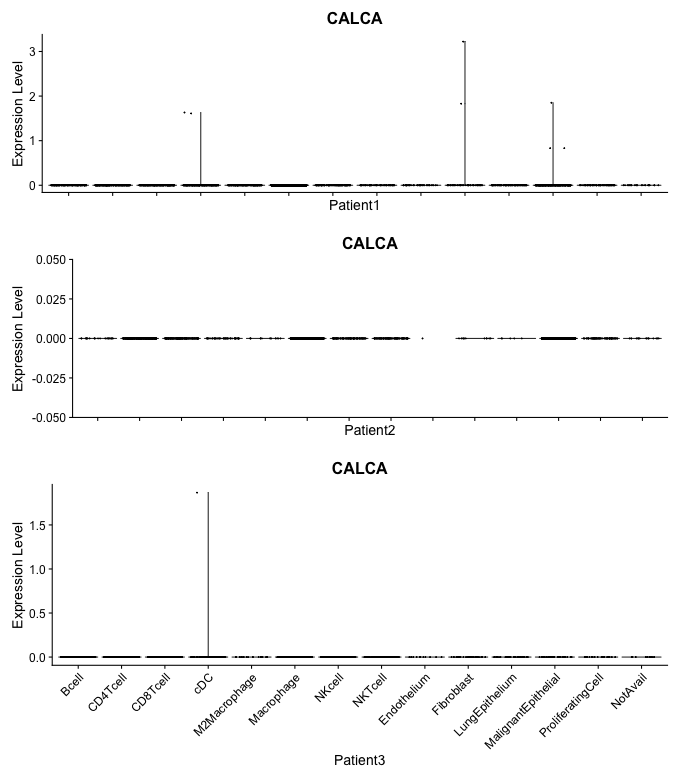 CALCA
Expression Level
3
2
1
0
Patient1
CALCA
Expression Level
0.050
0.025
0.000
-0.025
-0.050
Patient2
CALCA
Expression Level
1.5
1.0
0.5
0.0
Bcell
CD4Tcell
CD8Tcell
cDC
M2Macrophage
Macrophage
NKcell
NKTcell
Endothelium
Fibroblast
LungEpithelium
MalignantEpithelial
ProliferatingCell
NotAvail
Patient3